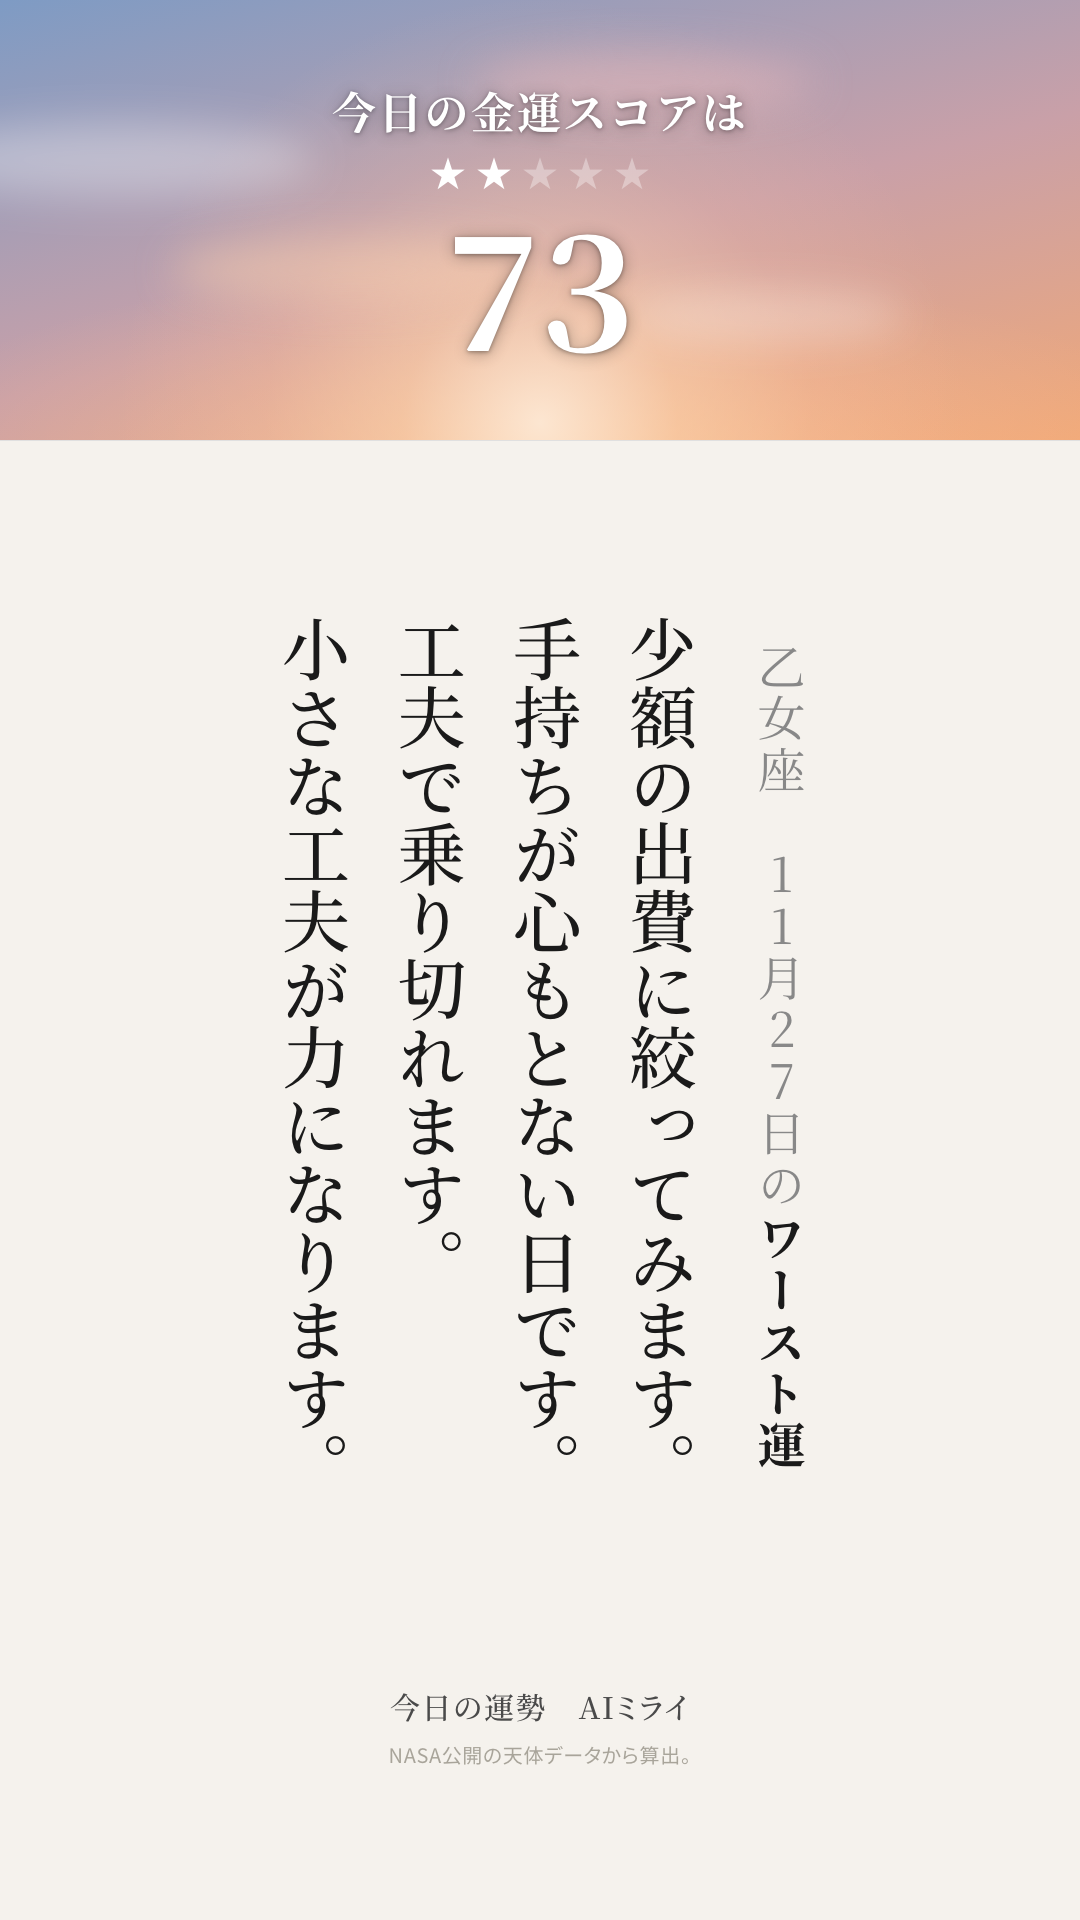 今日の金運スコアは
★★★★★
73
乙女座　11月27日のワースト運
少額の出費に絞ってみます。
手持ちが心もとない日です。
工夫で乗り切れます。
小さな工夫が力になります。
今日の運勢　AIミライ
NASA公開の天体データから算出。